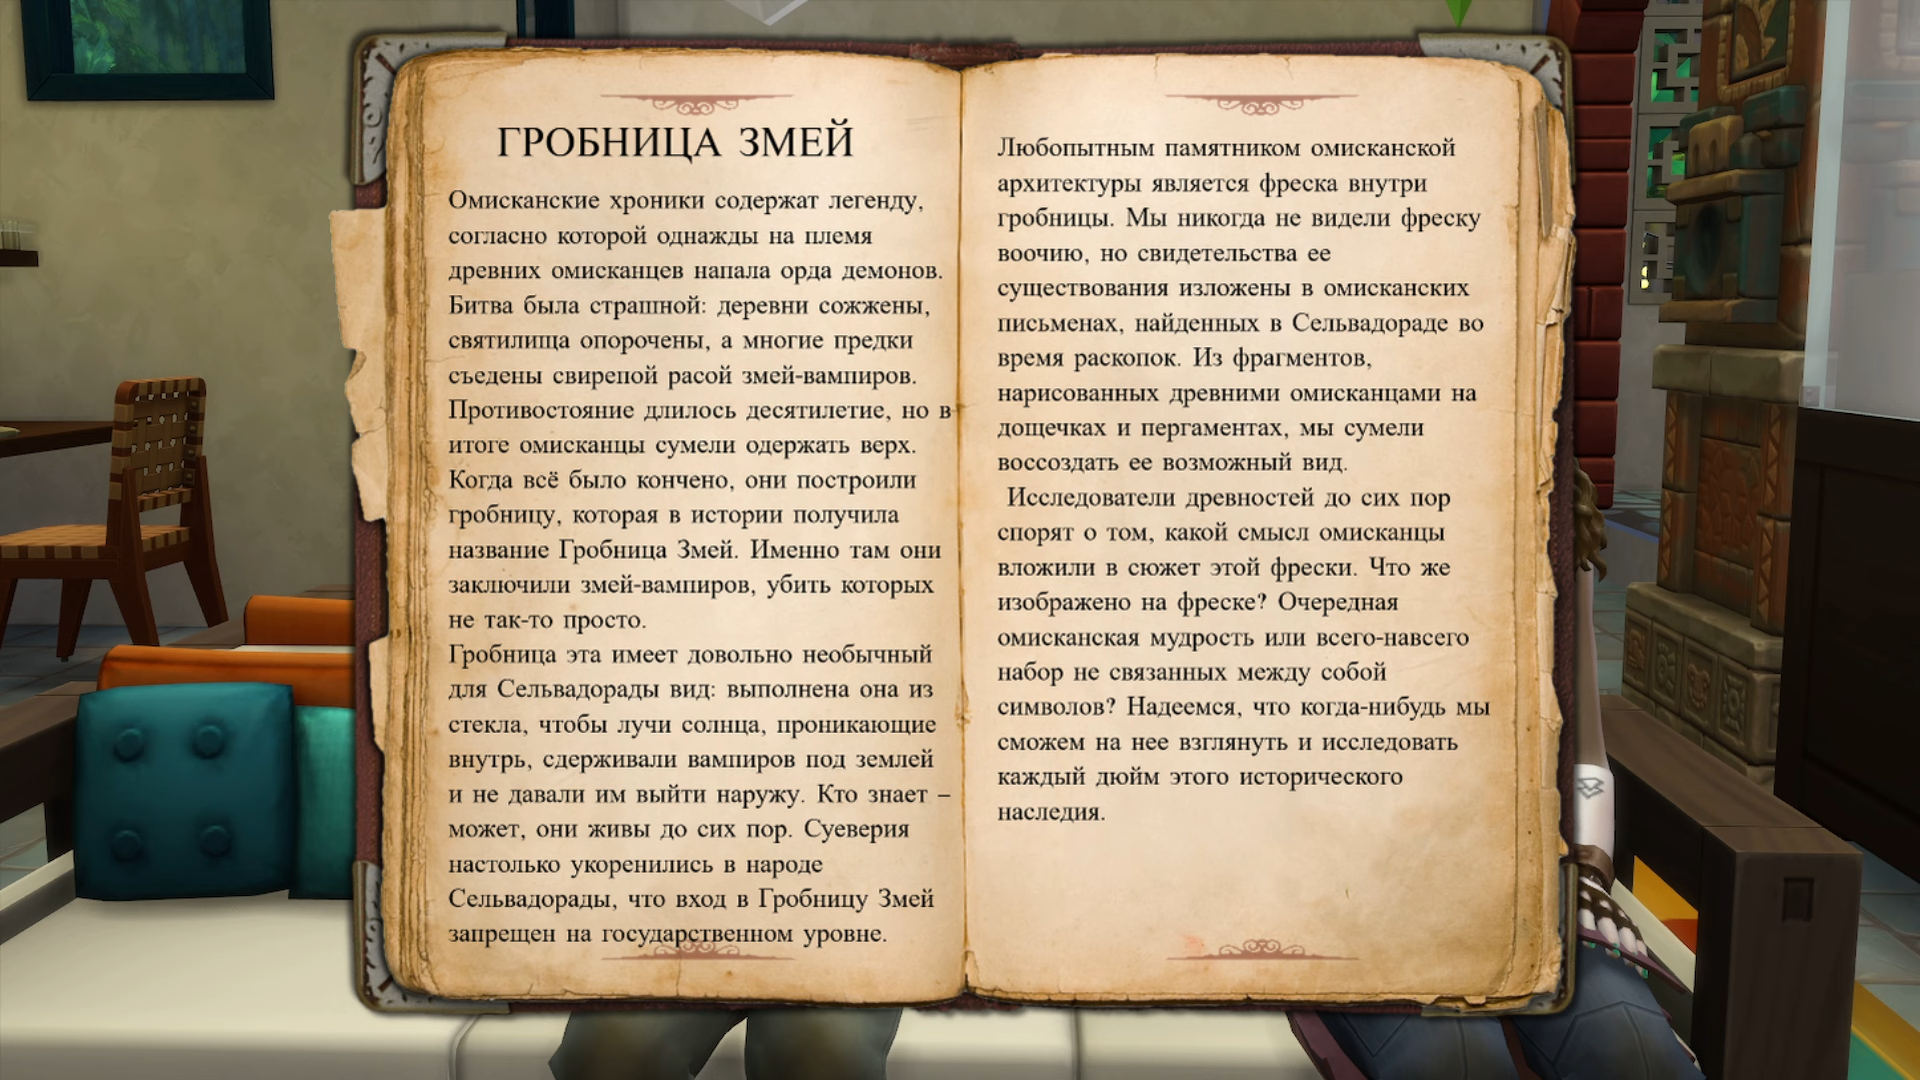 ГРОБНИЦА ЗМЕЙ
Омисканские хроники содержат легенду,
согласно которой однажды на племя
древних омисканцев напала орда демонов.
Битва была страшной: деревни сожжены,
святилища опорочены, а многие предки
съедены свирепой расой змей-вампиров.
Противостояние длилось десятилетие, но в
итоге омисканцы сумели одержать верх.
Когда всё было кончено, они построили
гробницу, которая в истории получила
название Гробница Змей. Именно там они
заключили змей-вампиров, убить которых
не так-то просто.
Гробница эта имеет довольно необычный
для Сельвадорады вид: выполнена она из
стекла, чтобы лучи солнца, проникающие
внутрь, сдерживали вампиров под землей
и не давали им выйти наружу. Кто знает –
может, они живы до сих пор. Суеверия
настолько укоренились в народе
Сельвадорады, что вход в Гробницу Змей
запрещен на государственном уровне.
Любопытным памятником омисканской
архитектуры является фреска внутри
гробницы. Мы никогда не видели фреску
воочию, но свидетельства ее
существования изложены в омисканских
письменах, найденных в Сельвадораде во
время раскопок. Из фрагментов,
нарисованных древними омисканцами на
дощечках и пергаментах, мы сумели
воссоздать ее возможный вид.
Исследователи древностей до сих пор
спорят о том, какой смысл омисканцы
вложили в сюжет этой фрески. Что же
изображено на фреске? Очередная
омисканская мудрость или всего-навсего
набор не связанных между собой
символов? Надеемся, что когда-нибудь мы
сможем на нее взглянуть и исследовать
каждый дюйм этого исторического
наследия.